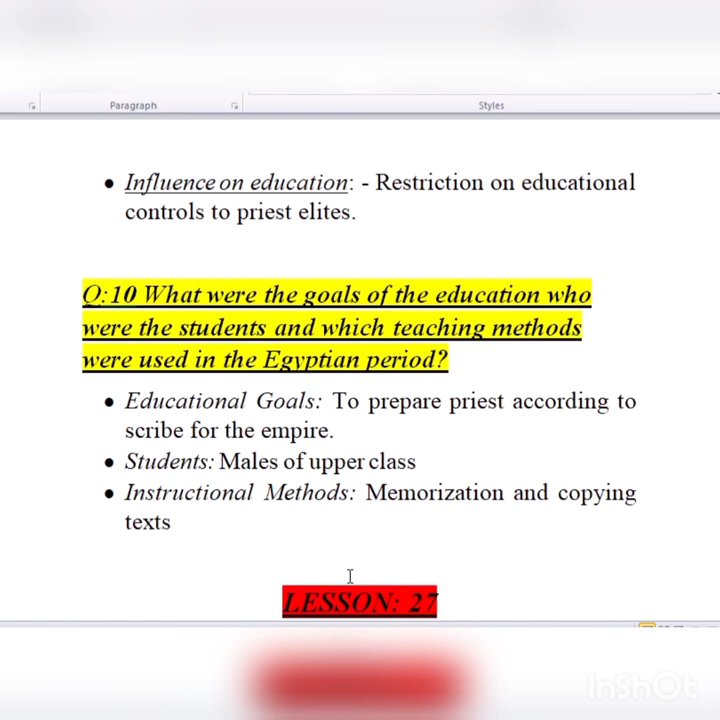 Paragraph
Styles
• Influence on education: - Restriction on educational
controls to priest elites.
Q:10 What were the goals of the education who
were the students and which teaching methods
were used in the Egyptian period?
• Educational Goals: To prepare priest according to
scribe for the empire.
• Students: Males of upper class
• Instructional Methods: Memorization and copying
texts
LESSON: 27
InShOt